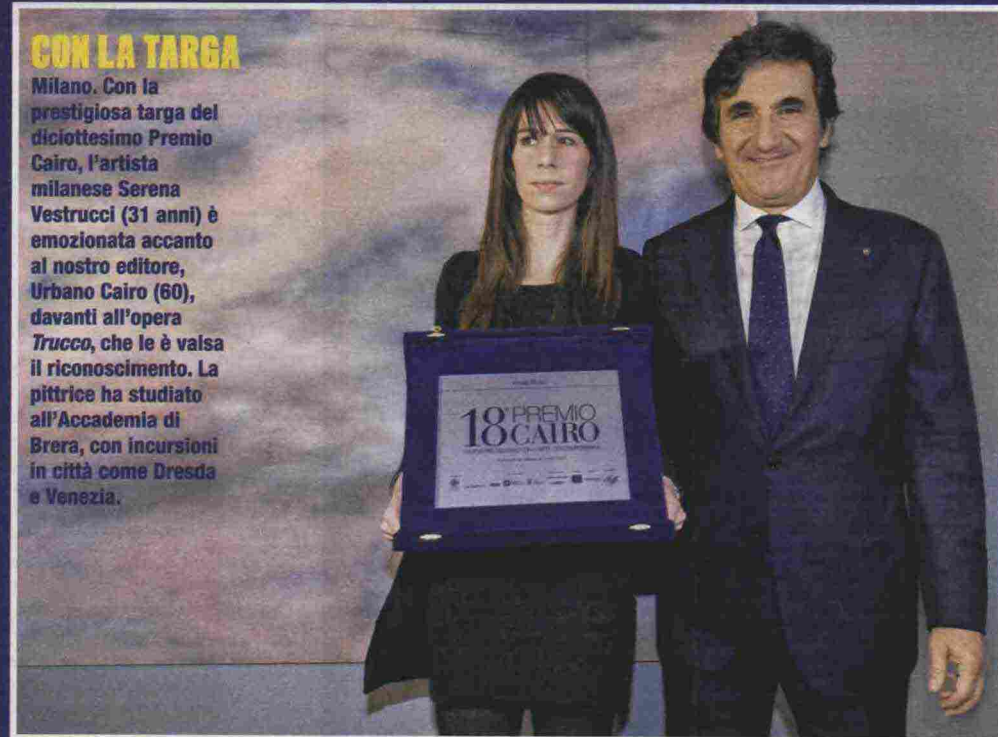 CON LA TARGA
Milano. Con la
prestigiosa targa del
diciottesimo Premio
Cairo, l'artista
milanese Serena
Vestrucci (31 anni) è
emozionata accanto
al nostro editore,
Urbano Cairo (60),
davanti all'opera
Trucco, che le è valsa
il riconoscimento. La
pittrice ha studiato
all'Accademia di
Brera, con incursioni
in città come Dresda
e Venezia.
18° PREMIO
CAIRO